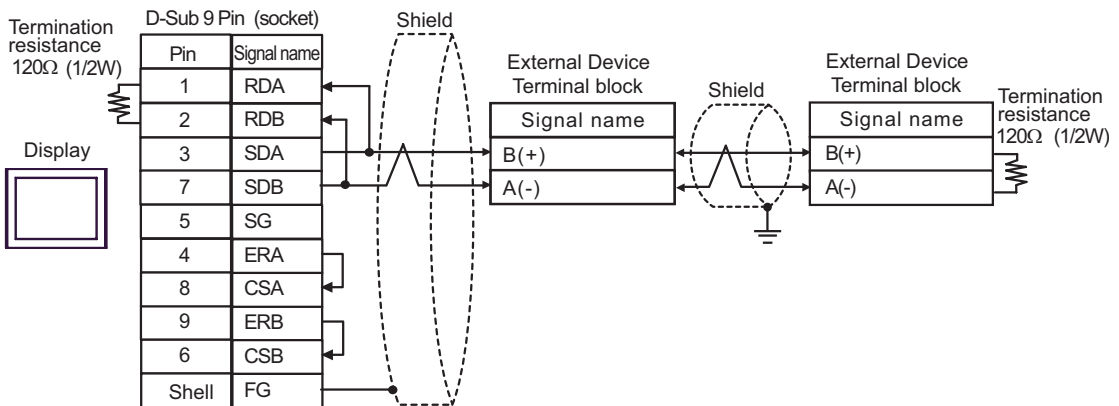 Termination
resistance
120Ω (1/2W)
D-Sub 9 Pin (socket)
Pin Signal name
1 RDA
2 RDB
3 SDA
7 SDB
5 SG
4 ERA
8 CSA
9 ERB
6 CSB
Shell FG
Display
Shield
External Device
Terminal block
Signal name
B(+)
A(-)
Shield
External Device
Terminal block
Signal name
B(+)
A(-)
Termination
resistance
120Ω (1/2W)